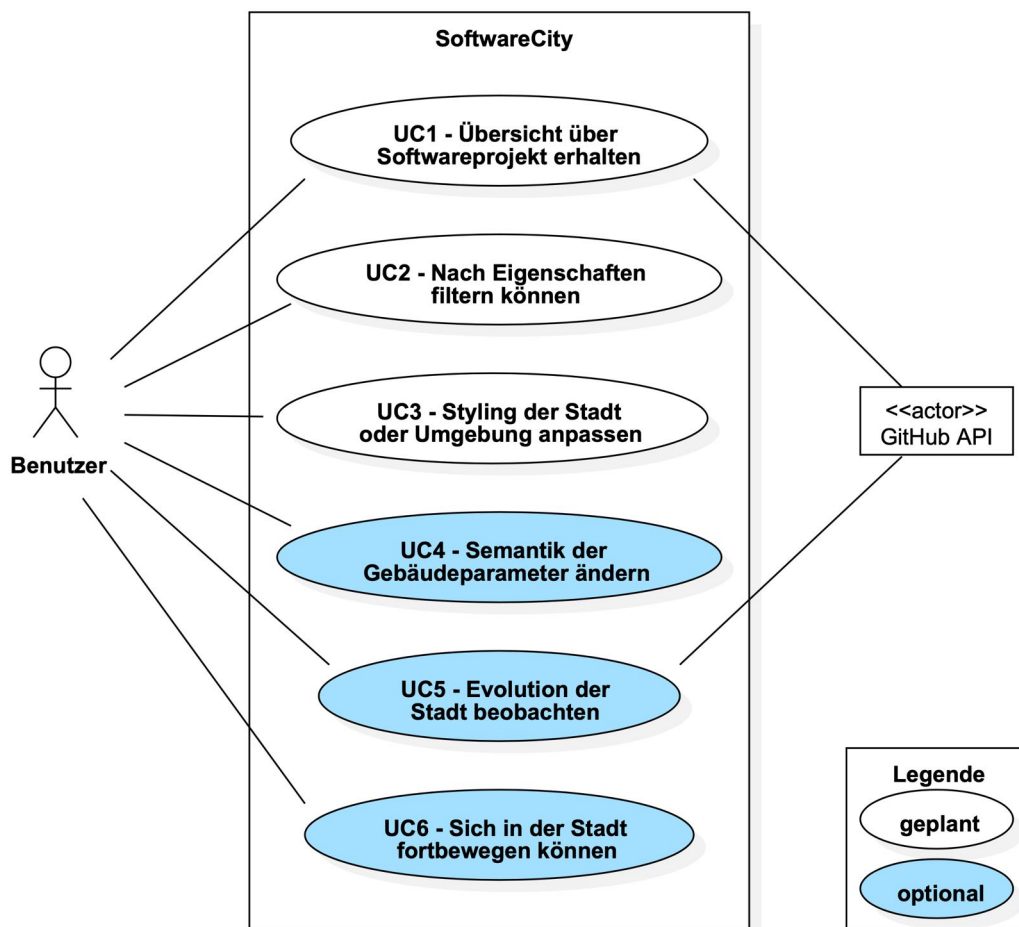 SoftwareCity
UC1 - Übersicht über
Softwareprojekt erhalten
UC2 - Nach Eigenschaften
filtern können
UC3 - Styling der Stadt
oder Umgebung anpassen
<<actor>>
GitHub API
Benutzer
UC4 - Semantik der
Gebäudeparameter ändern
UC5 - Evolution der
Stadt beobachten
UC6 - Sich in der Stadt
fortbewegen können
Legende
geplant
optional